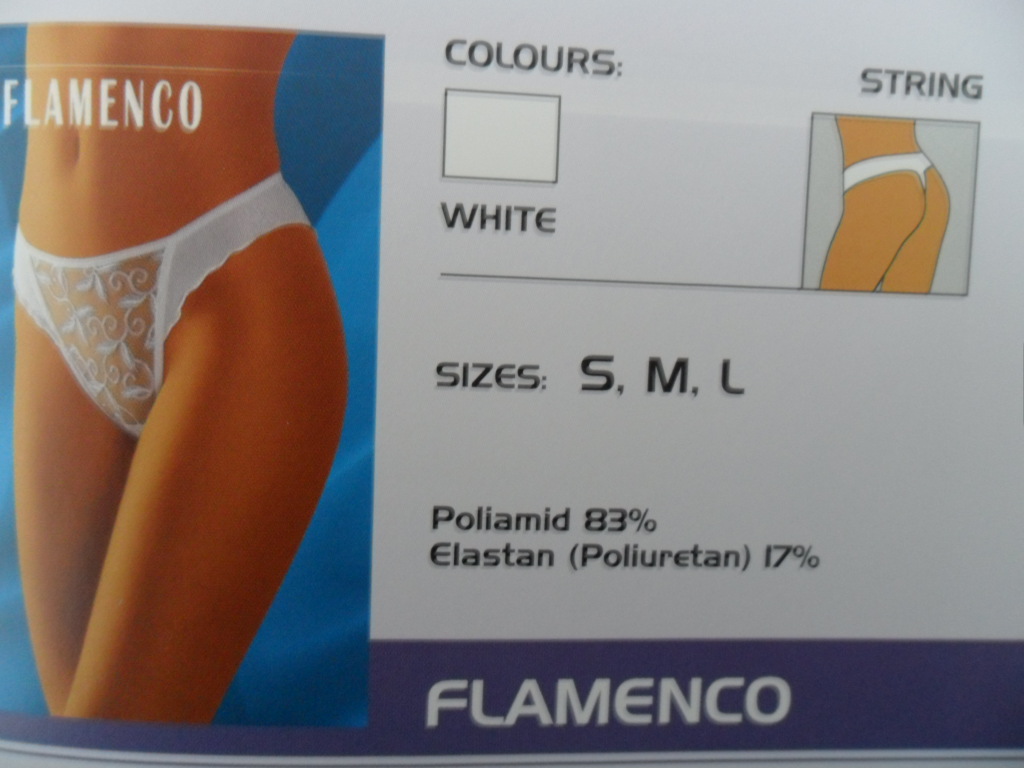 FLAMENCO
COLOURS:
WHITE
STRING
SIZES: S, M, L
Poliamid 83%
Elastan (Poliuretan) 17%
FLAMENCO